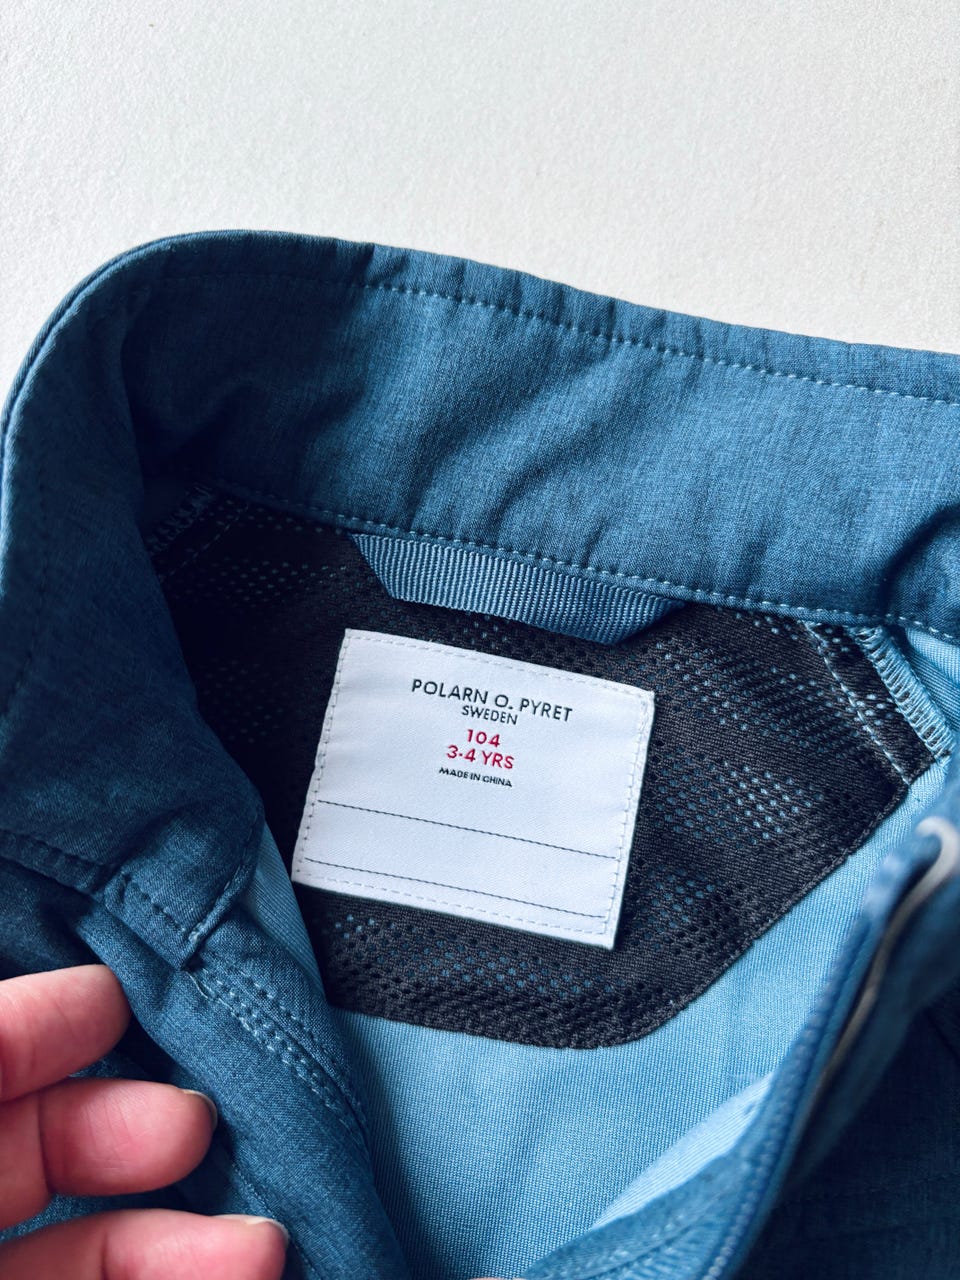 POLARN O. PYRET
SWEDEN
104
3-4 YRS
MADE IN CHINA